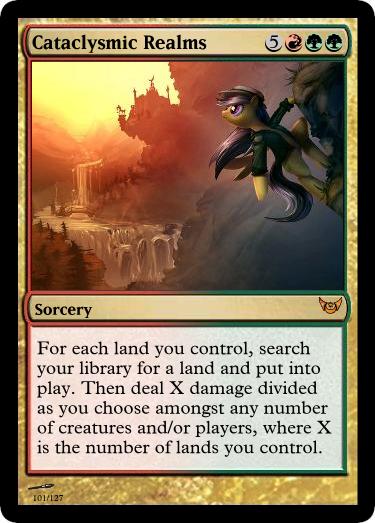 Cataclysmic Realms 5
Sorcery
For each land you control, search
your library for a land and put into
play. Then deal X damage divided
as you choose amongst any number
of creatures and/or players, where X
is the number of lands you control.
101/127